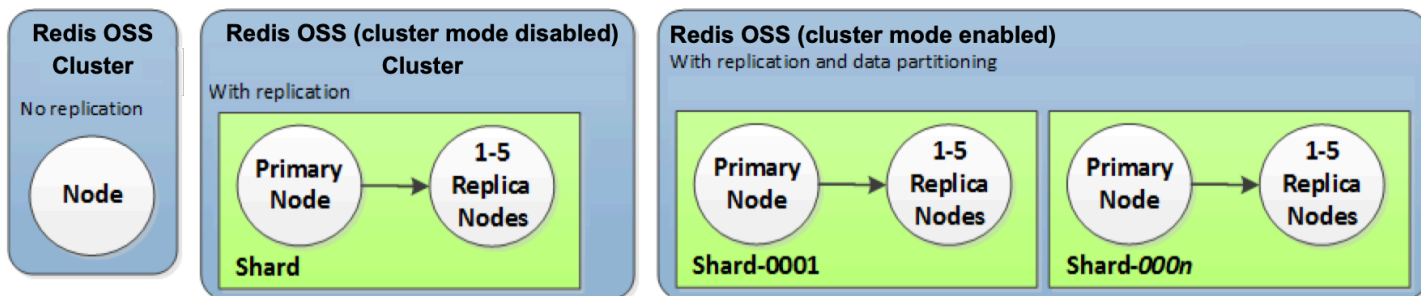 Redis OSS
Cluster
No replication
Node
Redis OSS (cluster mode disabled)
Cluster
With replication
Primary
Node
1-5
Replica
Nodes
Shard
Redis OSS (cluster mode enabled)
With replication and data partitioning
Primary
Node
1-5
Replica
Nodes
Shard-0001
Primary
Node
1-5
Replica
Nodes
Shard-000n